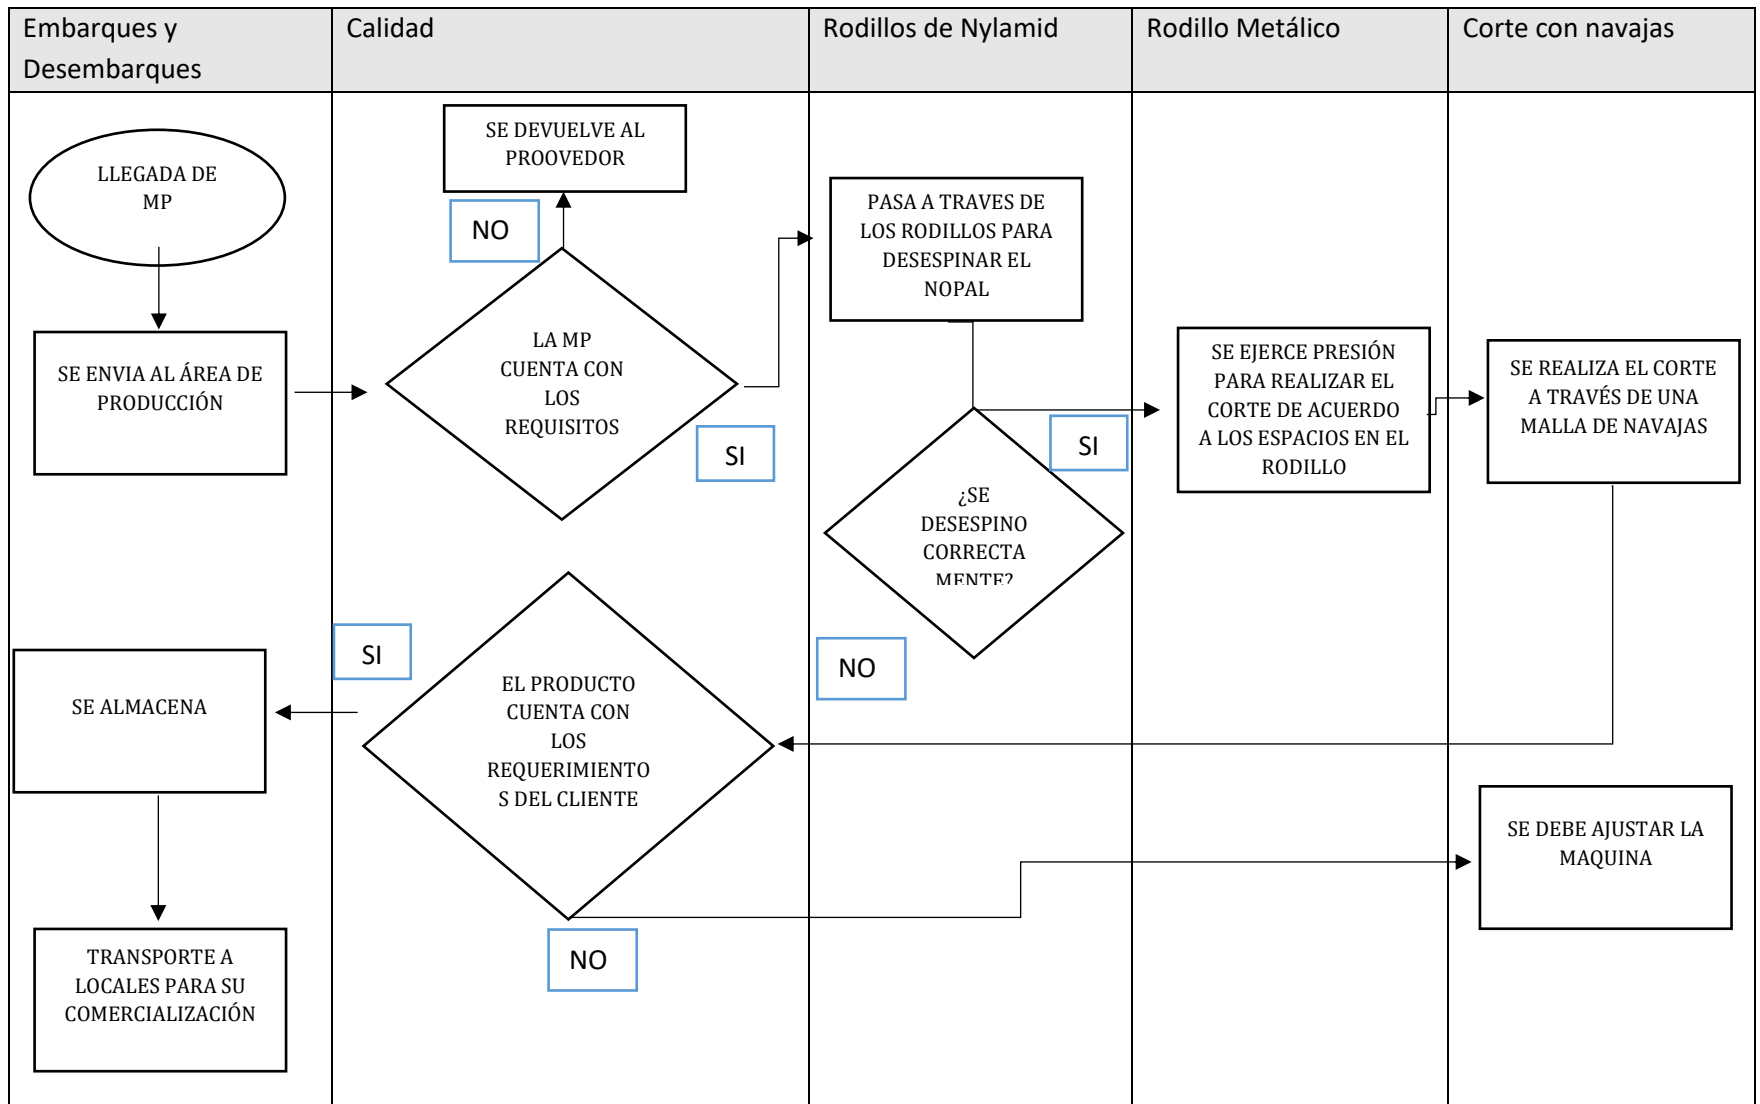 Embarques y
Desembarques
Calidad
Rodillos de Nylamid
Rodillo Metálico
Corte con navajas
LLEGADA DE
MP
SE ENVIA AL ÁREA DE
PRODUCCIÓN
SE DEVUELVE AL
PROOVEDOR
NO
LA MP
CUENTA CON
LOS
REQUISITOS
SI
PASA A TRAVES DE
LOS RODILLOS PARA
DESESPINAR EL
NOPAL
¿SE
DESESPINO
CORRECTA
MENTE?
SI
NO
SE EJERCE PRESIÓN
PARA REALIZAR EL
CORTE DE ACUERDO
A LOS ESPACIOS EN EL
RODILLO
SE REALIZA EL CORTE
A TRAVÉS DE UNA
MALLA DE NAVAJAS
EL PRODUCTO
CUENTA CON
LOS
REQUERIMIENTO
S DEL CLIENTE
SI
NO
SE ALMACENA
TRANSPORTE A
LOCALES PARA SU
COMERCIALIZACIÓN
SE DEBE AJUSTAR LA
MAQUINA